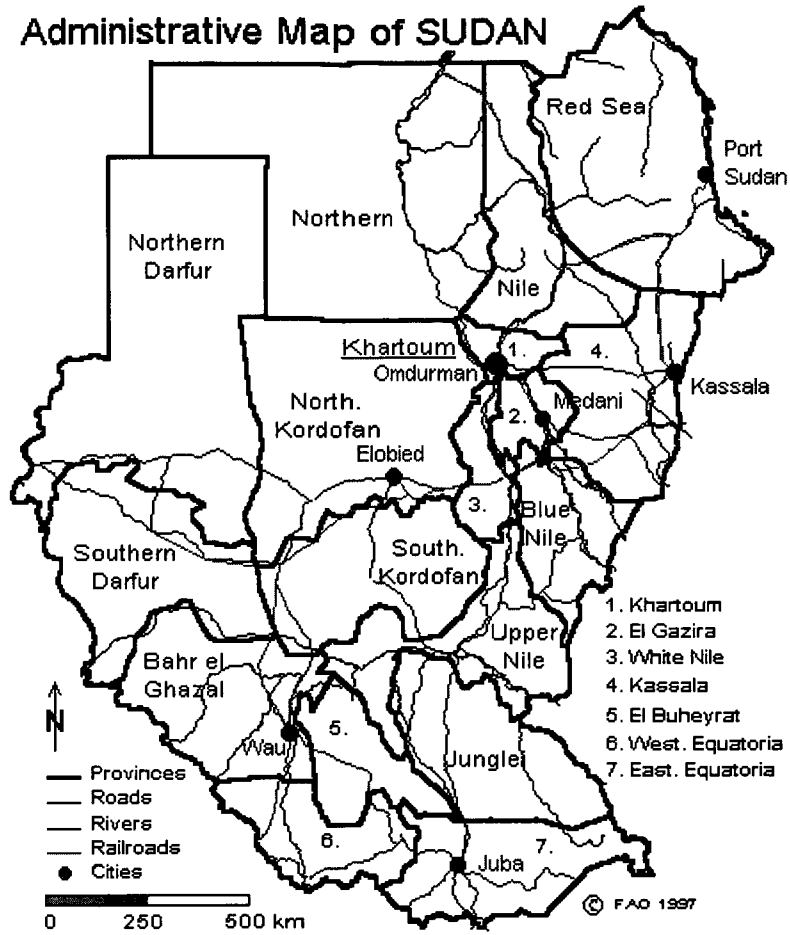 Administrative Map of SUDAN
Red Sea
Port
Sudan
Northern
Northern
Darfur
Nile
Khartoum
1.
4.
Omdurman
Kassala
North.
Kordofan
2.
Medani
Elobied
3.
Blue
Nile
South.
Kordofan
Southern
Darfur
Upper
Nile
Bahr el
Ghazal
5.
Wau
Junglei
6.
7.
Juba
1. Khartoum
2. El Gazira
3. White Nile
4. Kassala
5. El Buheyrat
6. West. Equatoria
7. East. Equatoria
N
Provinces
Roads
Rivers
Railroads
Cities
0 250 500 km
© FAO 1997